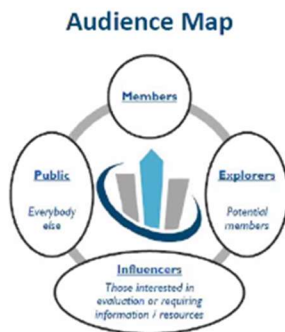 Audience Map
Members
Public
Everybody
else
Explorers
Potential
members
Influencers
Those interested in
evaluation or requiring
information / resources